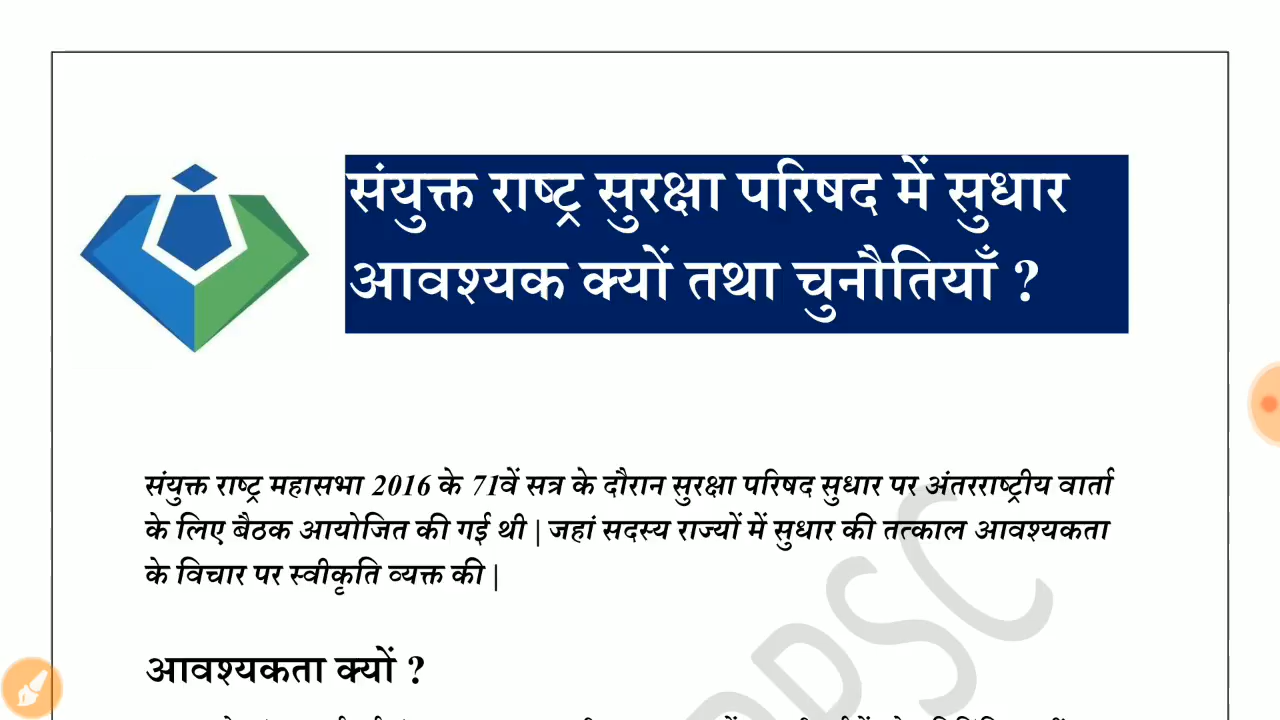 संयुक्त राष्ट्र सुरक्षा परिषद में सुधार
आवश्यक क्यों तथा चुनौतियाँ ?
संयुक्त राष्ट्र महासभा 2016 के 71वें सत्र के दौरान सुरक्षा परिषद सुधार पर अंतरराष्ट्रीय वार्ता
के लिए बैठक आयोजित की गई थी | जहां सदस्य राज्यों में सुधार की तत्काल आवश्यकता
के विचार पर स्वीकृति व्यक्त की |
आवश्यकता क्यों ?